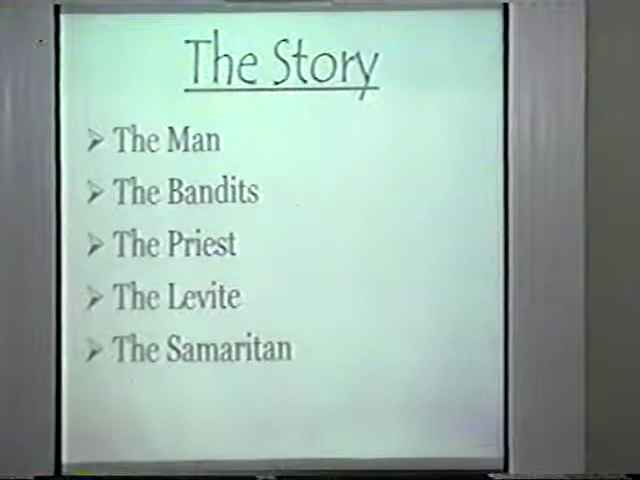 The Story
➢ The Man
➢ The Bandits
➢ The Priest
➢ The Levite
➢ The Samaritan